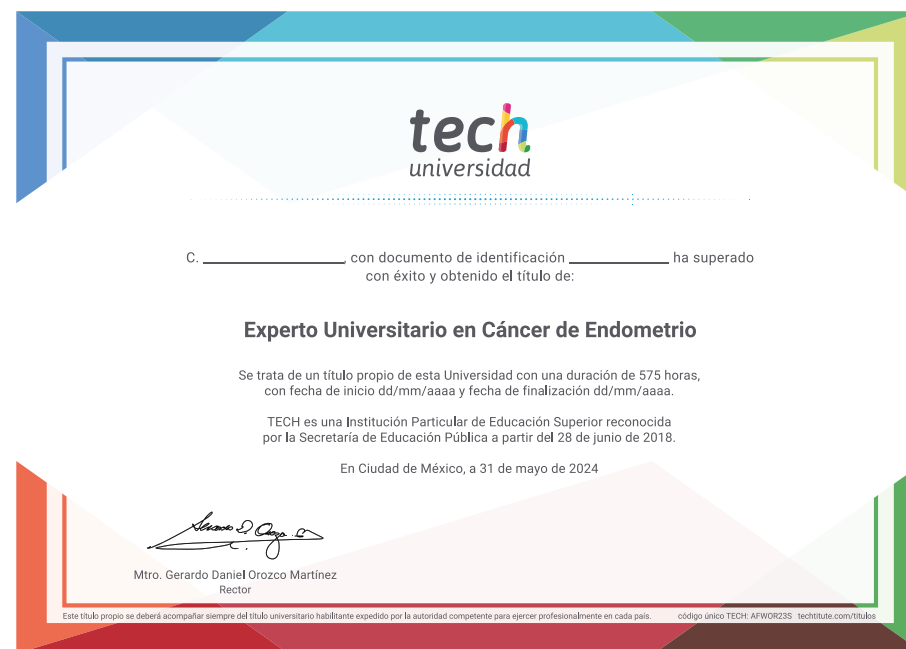 tech
universidad
C. ____________, con documento de identificación ____________ ha superado
con éxito y obtenido el título de:
Experto Universitario en Cáncer de Endometrio
Se trata de un título propio de esta Universidad con una duración de 575 horas,
con fecha de inicio dd/mm/aaaa y fecha de finalización dd/mm/aaaa.
TECH es una Institución Particular de Educación Superior reconocida
por la Secretaría de Educación Pública a partir del 28 de junio de 2018.
En Ciudad de México, a 31 de mayo de 2024
Mtro. Gerardo Daniel Orozco Martínez
Rector
Este título propio se deberá acompañar siempre del título universitario habilitante expedido por la autoridad competente para ejercer profesionalmente en cada país. código único TECH: AFWOR23S techtitute.com/titulos